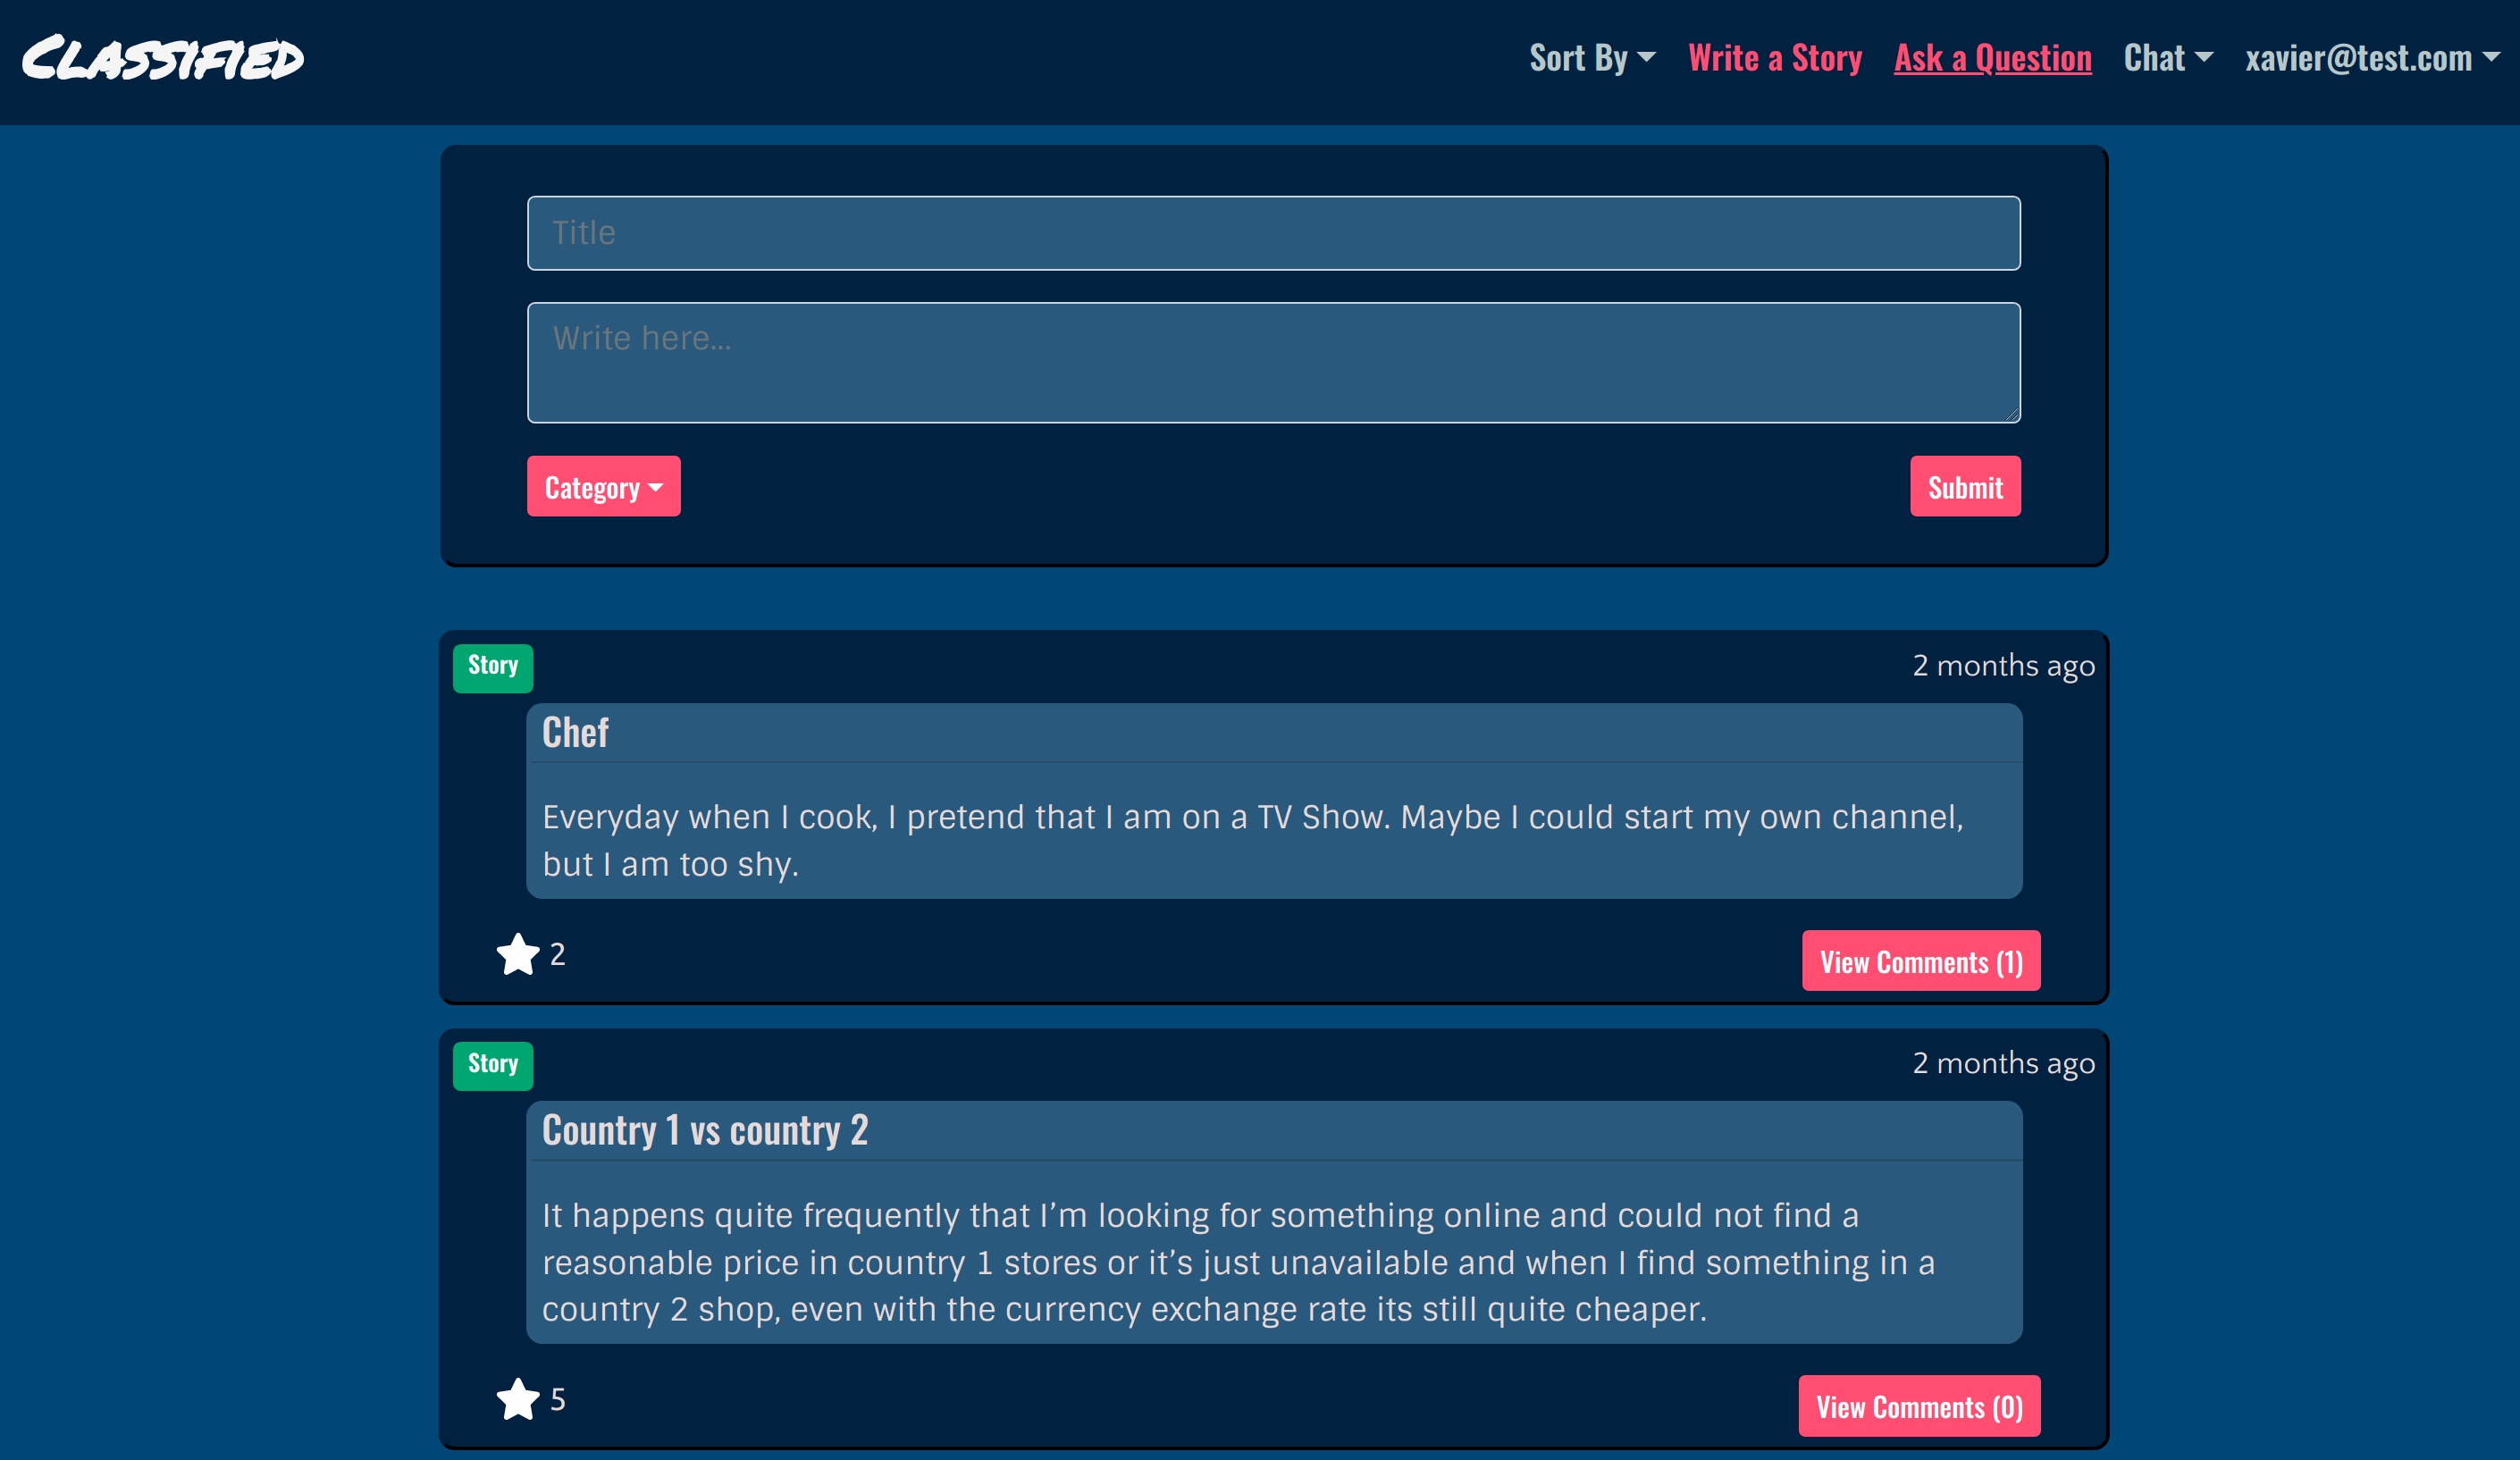 CLASSIFIED
Sort By
Write a Story
Ask a Question
Chat
xavier@test.com
Title
Write here...
Category
Submit
Story
2 months ago
Chef
Everyday when I cook, I pretend that I am on a TV Show. Maybe I could start my own channel,
but I am too shy.
2
View Comments (1)
Story
2 months ago
Country 1 vs country 2
It happens quite frequently that I’m looking for something online and could not find a
reasonable price in country 1 stores or it’s just unavailable and when I find something in a
country 2 shop, even with the currency exchange rate its still quite cheaper.
5
View Comments (0)